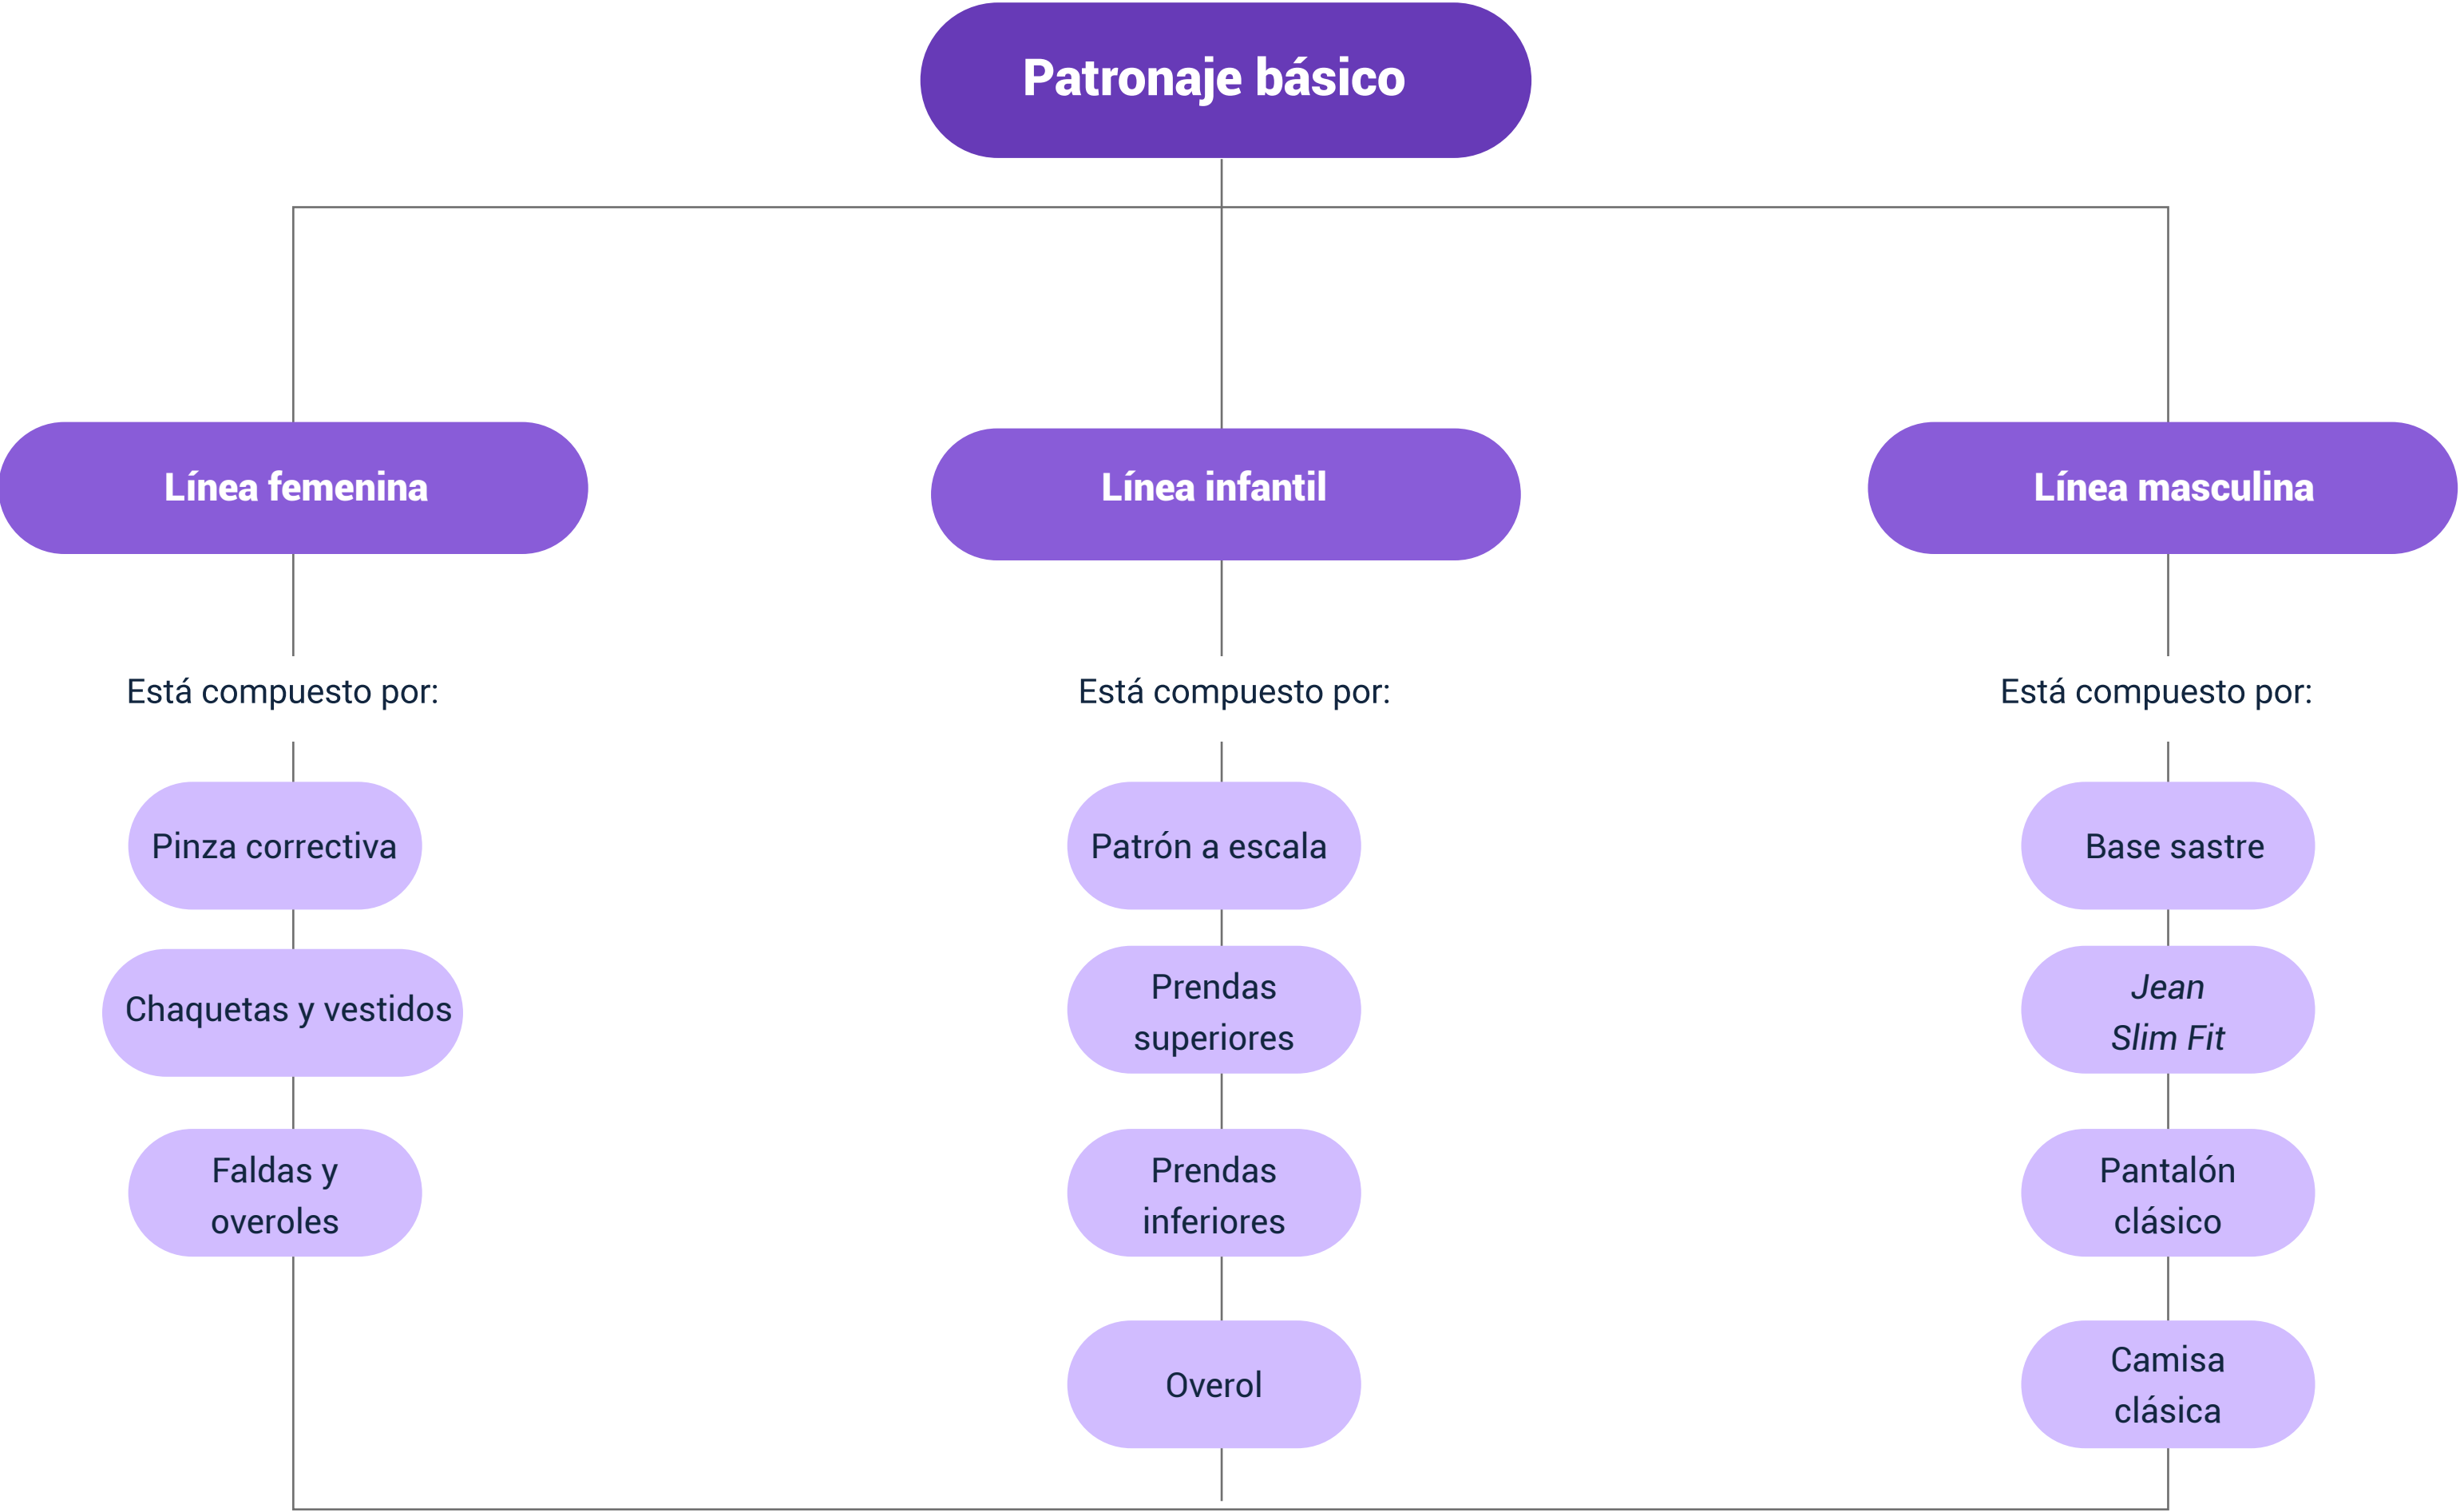 Patronaje básico
Línea femenina
Línea infantil
Línea masculina
Está compuesto por:
Está compuesto por:
Está compuesto por:
Pinza correctiva
Chaquetas y vestidos
Faldas y
overoles
Patrón a escala
Prendas
superiores
Prendas
inferiores
Overol
Base sastre
Jean
Slim Fit
Pantalón
clásico
Camisa
clásica